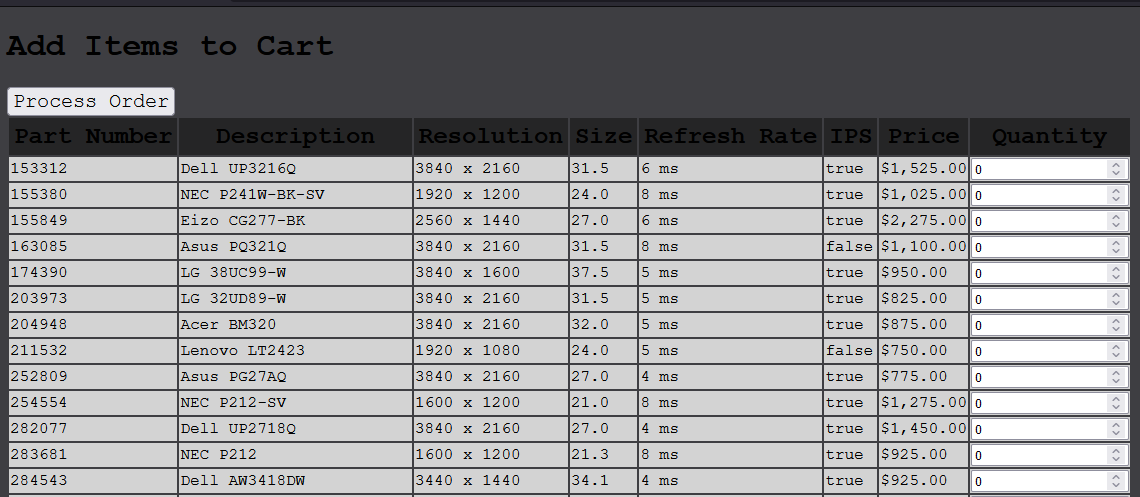 Add Items to Cart
Process Order
Part Number Description Resolution Size Refresh Rate IPS Price Quantity
153312 Dell UP3216Q 3840 x 2160 31.5 6 ms true $1,525.00 0
155380 NEC P241W-BK-SV 1920 x 1200 24.0 8 ms true $1,025.00 0
155849 Eizo CG277-BK 2560 x 1440 27.0 6 ms true $2,275.00 0
163085 Asus PQ321Q 3840 x 2160 31.5 8 ms false $1,100.00 0
174390 LG 38UC99-W 3840 x 1600 37.5 5 ms true $950.00 0
203973 LG 32UD89-W 3840 x 2160 31.5 5 ms true $825.00 0
204948 Acer BM320 3840 x 2160 32.0 5 ms true $875.00 0
211532 Lenovo LT2423 1920 x 1080 24.0 5 ms false $750.00 0
252809 Asus PG27AQ 3840 x 2160 27.0 4 ms true $775.00 0
254554 NEC P212-SV 1600 x 1200 21.0 8 ms true $1,275.00 0
282077 Dell UP2718Q 3840 x 2160 27.0 4 ms true $1,450.00 0
283681 NEC P212 1600 x 1200 21.3 8 ms true $925.00 0
284543 Dell AW3418DW 3440 x 1440 34.1 4 ms true $925.00 0